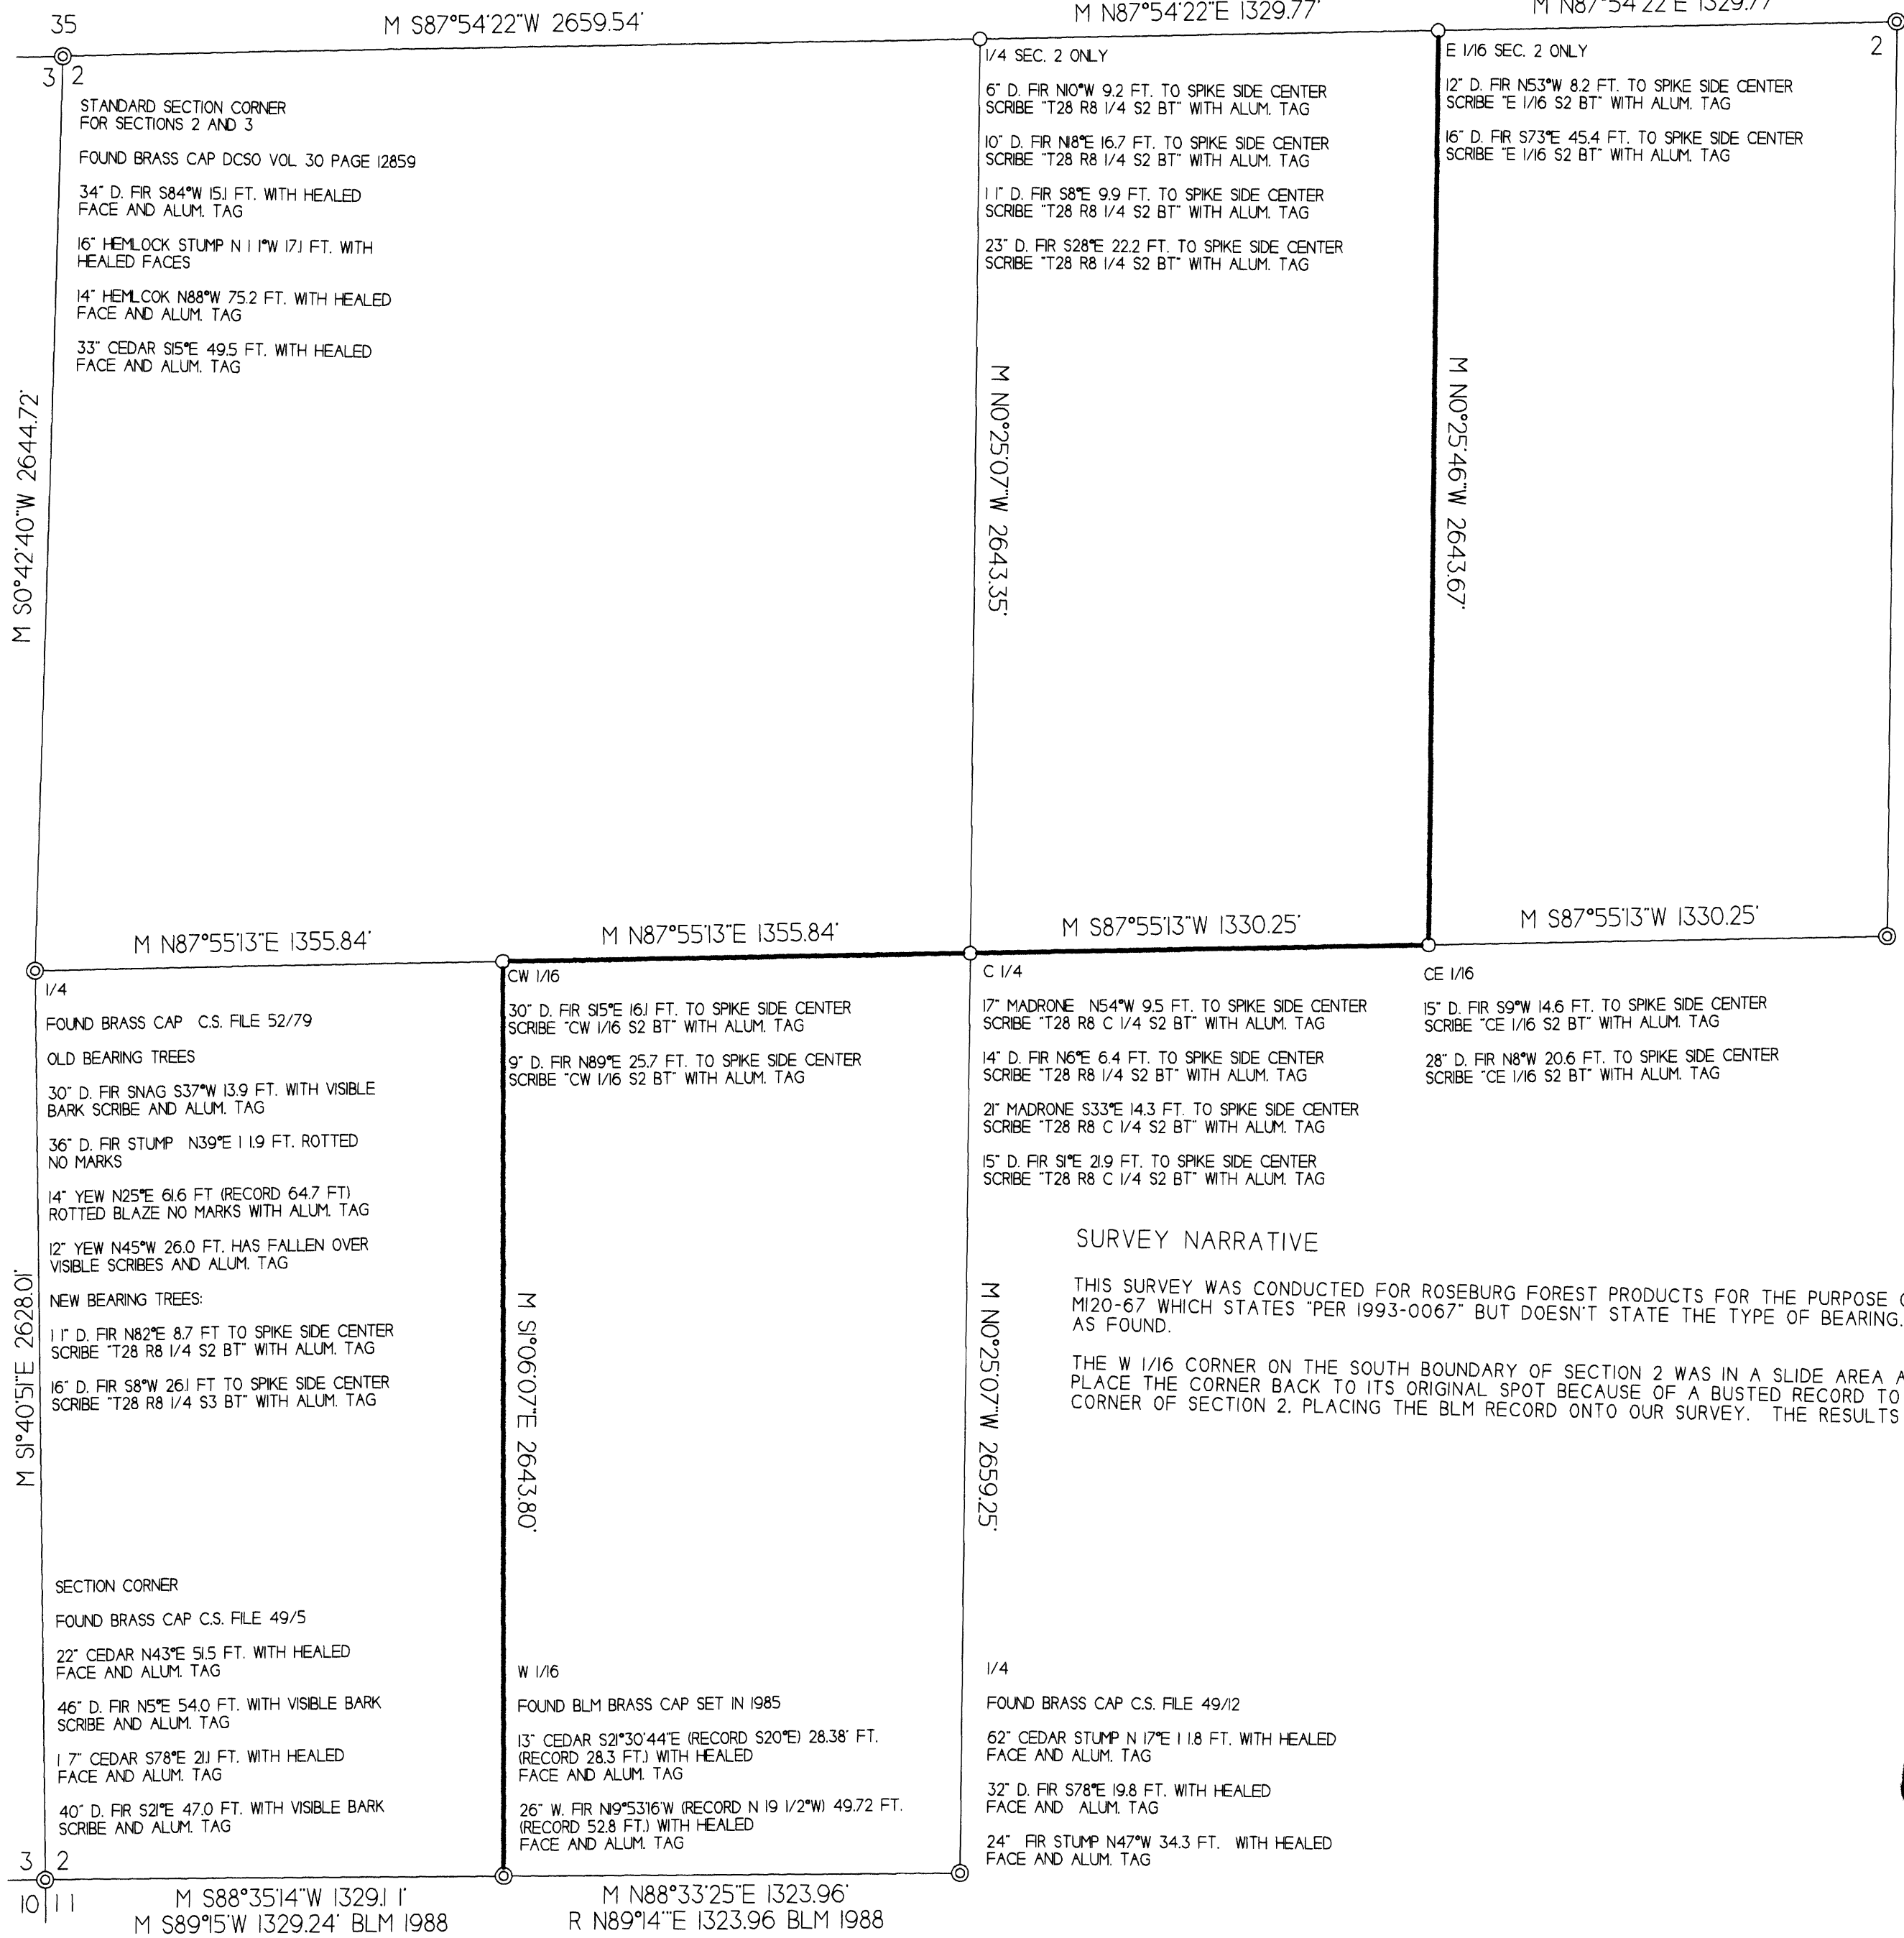 35
M S87°54'22"W 2659.54'
M N87°54'22"E 1329.77'
M N87°54'22"E 1329.77'
3 2
2
STANDARD SECTION CORNER
FOR SECTIONS 2 AND 3
FOUND BRASS CAP DCSO VOL 30 PAGE 12859
34" D. FIR S84°W 15.1 FT. WITH HEALED
FACE AND ALUM. TAG
16" HEMLOCK STUMP N 11°W 17.1 FT. WITH
HEALED FACES
14" HEMLCOK N88°W 75.2 FT. WITH HEALED
FACE AND ALUM. TAG
33" CEDAR S15°E 49.5 FT. WITH HEALED
FACE AND ALUM. TAG
1/4 SEC. 2 ONLY
6" D. FIR N10°W 9.2 FT. TO SPIKE SIDE CENTER
SCRIBE "T28 R8 1/4 S2 BT" WITH ALUM. TAG
10" D. FIR N18°E 16.7 FT. TO SPIKE SIDE CENTER
SCRIBE "T28 R8 1/4 S2 BT" WITH ALUM. TAG
11" D. FIR S8°E 9.9 FT. TO SPIKE SIDE CENTER
SCRIBE "T28 R8 1/4 S2 BT" WITH ALUM. TAG
23" D. FIR S28°E 22.2 FT. TO SPIKE SIDE CENTER
SCRIBE "T28 R8 1/4 S2 BT" WITH ALUM. TAG
E 1/16 SEC. 2 ONLY
12" D. FIR N53°W 8.2 FT. TO SPIKE SIDE CENTER
SCRIBE "E 1/16 S2 BT" WITH ALUM. TAG
16" D. FIR S73°E 45.4 FT. TO SPIKE SIDE CENTER
SCRIBE "E 1/16 S2 BT" WITH ALUM. TAG
M S0°42'40"W 2644.72'
M N0°25'07"W 2643.35'
M N0°25'46"W 2643.67'
M N87°55'13"E 1355.84'
M N87°55'13"E 1355.84'
M S87°55'13"W 1330.25'
M S87°55'13"W 1330.25'
1/4
FOUND BRASS CAP C.S. FILE 52/79
OLD BEARING TREES
30" D. FIR SNAG S37°W 13.9 FT. WITH VISIBLE
BARK SCRIBE AND ALUM. TAG
36" D. FIR STUMP N39°E 11.9 FT. ROTTED
NO MARKS
14" YEW N25°E 61.6 FT (RECORD 64.7 FT)
ROTTED BLAZE NO MARKS WITH ALUM. TAG
12" YEW N45°W 26.0 FT. HAS FALLEN OVER
VISIBLE SCRIBES AND ALUM. TAG
NEW BEARING TREES:
11" D. FIR N82°E 8.7 FT TO SPIKE SIDE CENTER
SCRIBE "T28 R8 1/4 S2 BT" WITH ALUM. TAG
16" D. FIR S8°W 26.1 FT TO SPIKE SIDE CENTER
SCRIBE "T28 R8 1/4 S3 BT" WITH ALUM. TAG
CW 1/16
30" D. FIR S15°E 16.1 FT. TO SPIKE SIDE CENTER
SCRIBE "CW 1/16 S2 BT" WITH ALUM. TAG
9" D. FIR N89°E 25.7 FT. TO SPIKE SIDE CENTER
SCRIBE "CW 1/16 S2 BT" WITH ALUM. TAG
C 1/4
17" MADRONE N54°W 9.5 FT. TO SPIKE SIDE CENTER
SCRIBE "T28 R8 C 1/4 S2 BT" WITH ALUM. TAG
14" D. FIR N6°E 6.4 FT. TO SPIKE SIDE CENTER
SCRIBE "T28 R8 1/4 S2 BT" WITH ALUM. TAG
21" MADRONE S33°E 14.3 FT. TO SPIKE SIDE CENTER
SCRIBE "T28 R8 C 1/4 S2 BT" WITH ALUM. TAG
15" D. FIR S1°E 21.9 FT. TO SPIKE SIDE CENTER
SCRIBE "T28 R8 C 1/4 S2 BT" WITH ALUM. TAG
CE 1/16
15" D. FIR S9°W 14.6 FT. TO SPIKE SIDE CENTER
SCRIBE "CE 1/16 S2 BT" WITH ALUM. TAG
28" D. FIR N8°W 20.6 FT. TO SPIKE SIDE CENTER
SCRIBE "CE 1/16 S2 BT" WITH ALUM. TAG
SURVEY NARRATIVE
THIS SURVEY WAS CONDUCTED FOR ROSEBURG FOREST PRODUCTS FOR THE PURPOSE
M120-67 WHICH STATES "PER 1993-0067" BUT DOESN'T STATE THE TYPE OF BEARING.
AS FOUND.
THE W 1/16 CORNER ON THE SOUTH BOUNDARY OF SECTION 2 WAS IN A SLIDE AREA
PLACE THE CORNER BACK TO ITS ORIGINAL SPOT BECAUSE OF A BUSTED RECORD TO
CORNER OF SECTION 2. PLACING THE BLM RECORD ONTO OUR SURVEY. THE RESULTS
M S1°40'51"E 2628.01'
M S1°06'07"E 2643.80'
M N0°25'07"W 2659.25'
SECTION CORNER
FOUND BRASS CAP C.S. FILE 49/5
22" CEDAR N43°E 51.5 FT. WITH HEALED
FACE AND ALUM. TAG
46" D. FIR N5°E 54.0 FT. WITH VISIBLE BARK
SCRIBE AND ALUM. TAG
17" CEDAR S78°E 21.1 FT. WITH HEALED
FACE AND ALUM. TAG
40" D. FIR S21°E 47.0 FT. WITH VISIBLE BARK
SCRIBE AND ALUM. TAG
W 1/16
FOUND BLM BRASS CAP SET IN 1985
13" CEDAR S21°30'44"E (RECORD S20°E) 28.38' FT.
(RECORD 28.3 FT.) WITH HEALED
FACE AND ALUM. TAG
26" W. FIR N19°53'16'W (RECORD N 19 1/2°W) 49.72 FT.
(RECORD 52.8 FT.) WITH HEALED
FACE AND ALUM. TAG
1/4
FOUND BRASS CAP C.S. FILE 49/12
62" CEDAR STUMP N 17°E 11.8 FT. WITH HEALED
FACE AND ALUM. TAG
32" D. FIR S78°E 19.8 FT. WITH HEALED
FACE AND ALUM. TAG
24" FIR STUMP N47°W 34.3 FT. WITH HEALED
FACE AND ALUM. TAG
3 2
10 11
M S88°35'14"W 1329.11'
M S89°15'W 1329.24' BLM 1988
M N88°33'25"E 1323.96'
R N89°14'"E 1323.96 BLM 1988